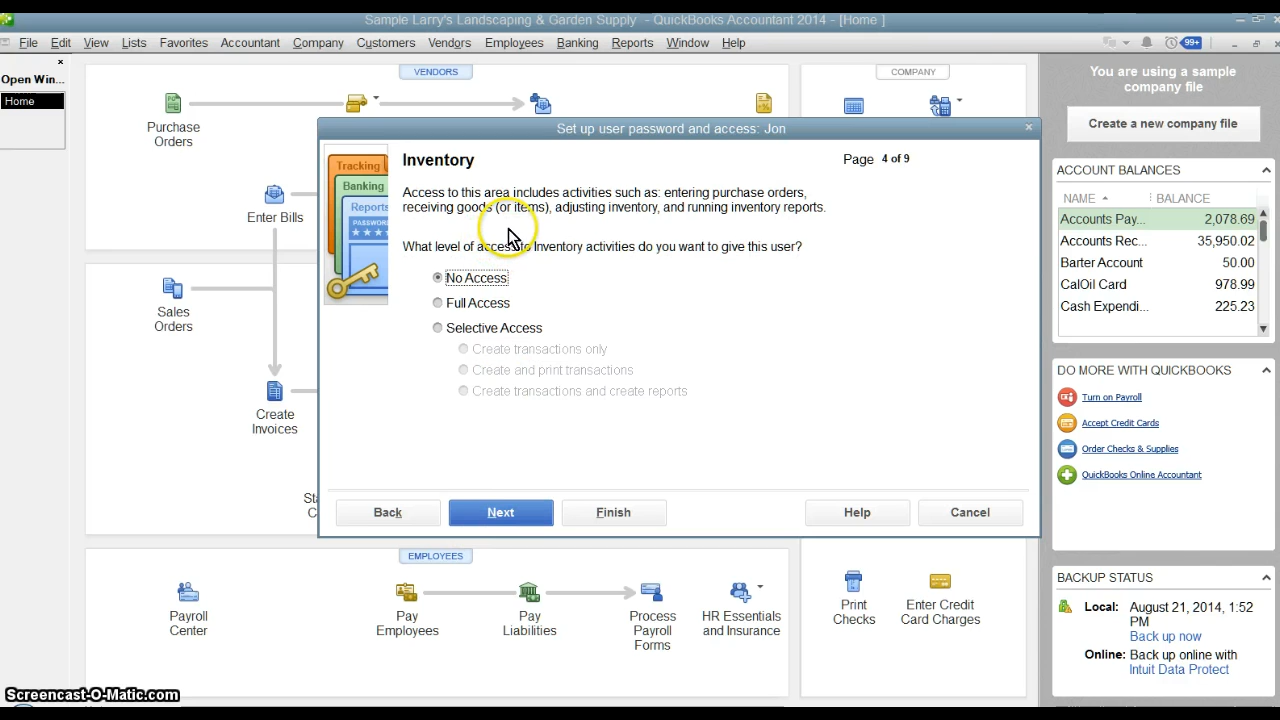 Sample Larry's Landscaping & Garden Supply - QuickBooks Accountant 2014 - [Home ]
File Edit View Lists Favorites Accountant Company Customers Vendors Employees Banking Reports Window Help
99+
Open Win...
Home
VENDORS
COMPANY
Purchase
Orders
Enter Bills
Sales
Orders
Create
Invoices
Set up user password and access: Jon
Tracking
Banking
Reports
PASSWORD
Inventory
Page 4 of 9
Access to this area includes activities such as: entering purchase orders,
receiving goods (or items), adjusting inventory, and running inventory reports.
What level of access to Inventory activities do you want to give this user?
No Access
Full Access
Selective Access
Create transactions only
Create and print transactions
Create transactions and create reports
Back
Next
Finish
Help
Cancel
EMPLOYEES
Payroll
Center
Pay
Employees
Pay
Liabilities
Process
Payroll
Forms
HR Essentials
and Insurance
Print
Checks
Enter Credit
Card Charges
You are using a sample
company file
Create a new company file
ACCOUNT BALANCES
NAME BALANCE
Accounts Pay... 2,078.69
Accounts Rec... 35,950.02
Barter Account 50.00
CalOil Card 978.99
Cash Expendi... 225.23
DO MORE WITH QUICKBOOKS
Turn on Payroll
Accept Credit Cards
Order Checks & Supplies
QuickBooks Online Accountant
BACKUP STATUS
Local: August 21, 2014, 1:52
PM
Back up now
Online: Back up online with
Intuit Data Protect
Screencast-O-Matic.com